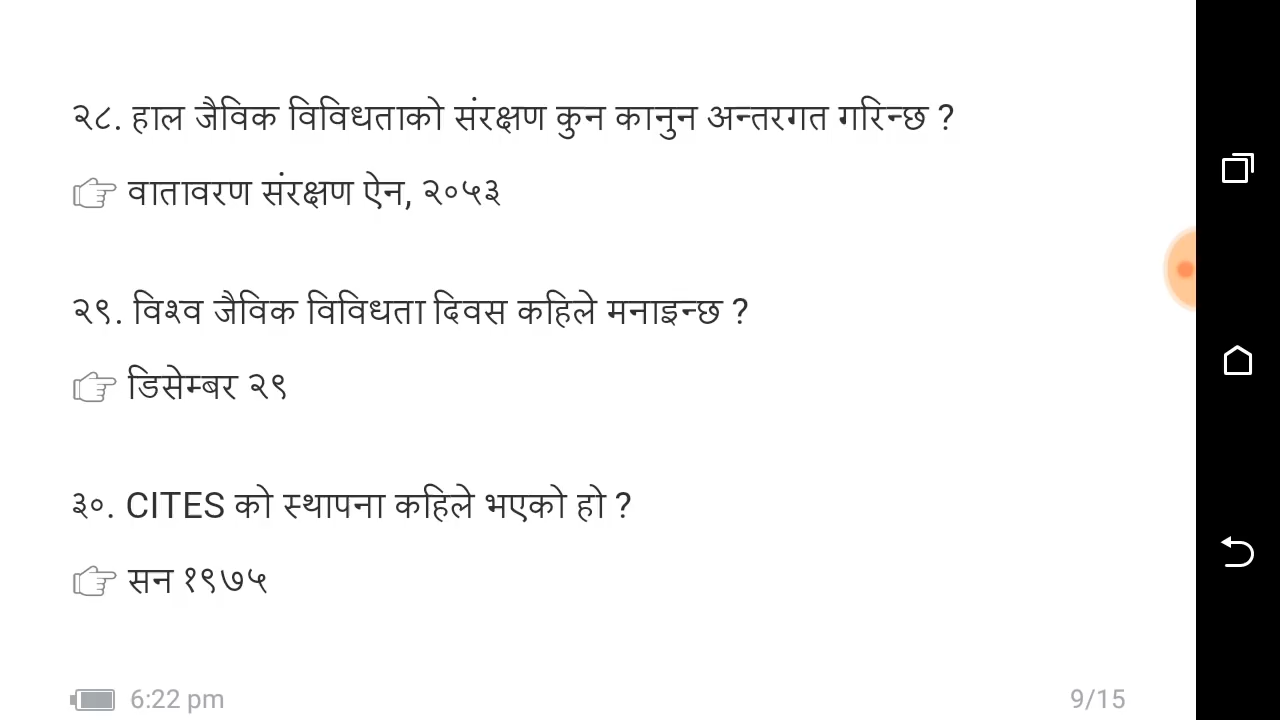 २८. हाल जैविक विविधताको संरक्षण कुन कानुन अन्तरगत गरिन्छ ?
👉 वातावरण संरक्षण ऐन, २०५३
२९. विश्व जैविक विविधता दिवस कहिले मनाइन्छ ?
👉 डिसेम्बर २९
३०. CITES को स्थापना कहिले भएको हो ?
👉 सन १९७५
6:22 pm
9/15